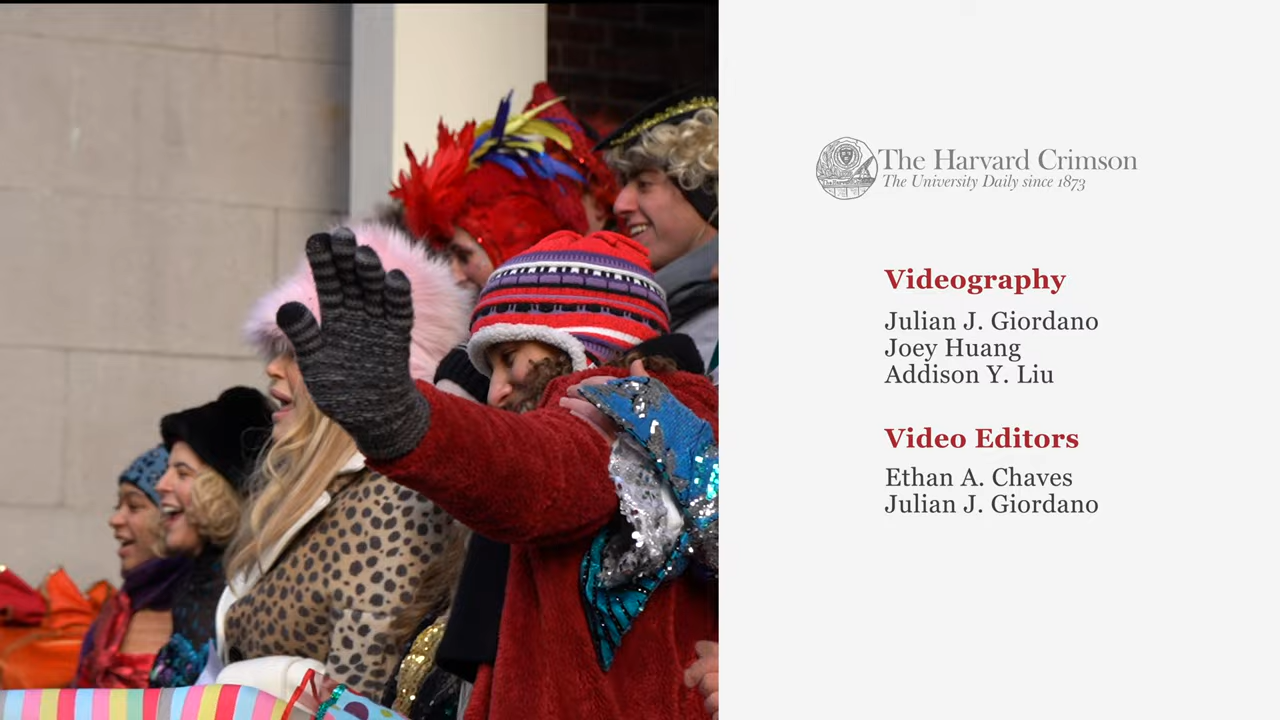 The Harvard Crimson
The University Daily since 1873
Videography
Julian J. Giordano
Joey Huang
Addison Y. Liu
Video Editors
Ethan A. Chaves
Julian J. Giordano